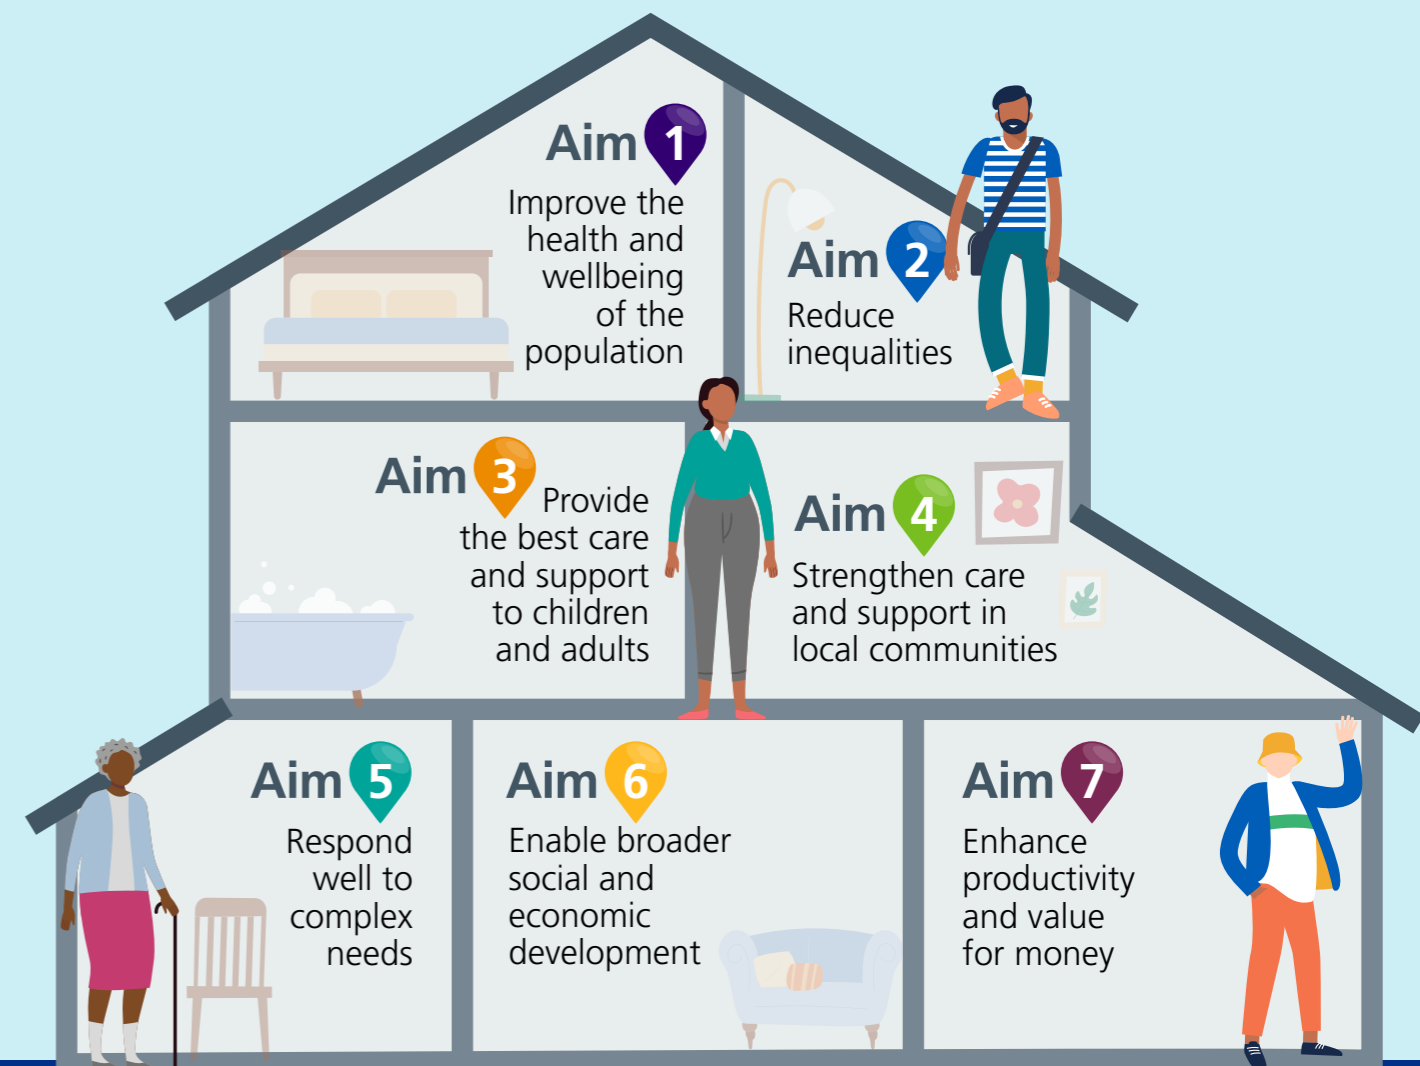 Aim 1
Improve the
health and
wellbeing
of the
population
Aim 2
Reduce
inequalities
Aim 3
Provide
the best care
and support
to children
and adults
Aim 4
Strengthen care
and support in
local communities
Aim 5
Respond
well to
complex
needs
Aim 6
Enable broader
social and
economic
development
Aim 7
Enhance
productivity
and value
for money